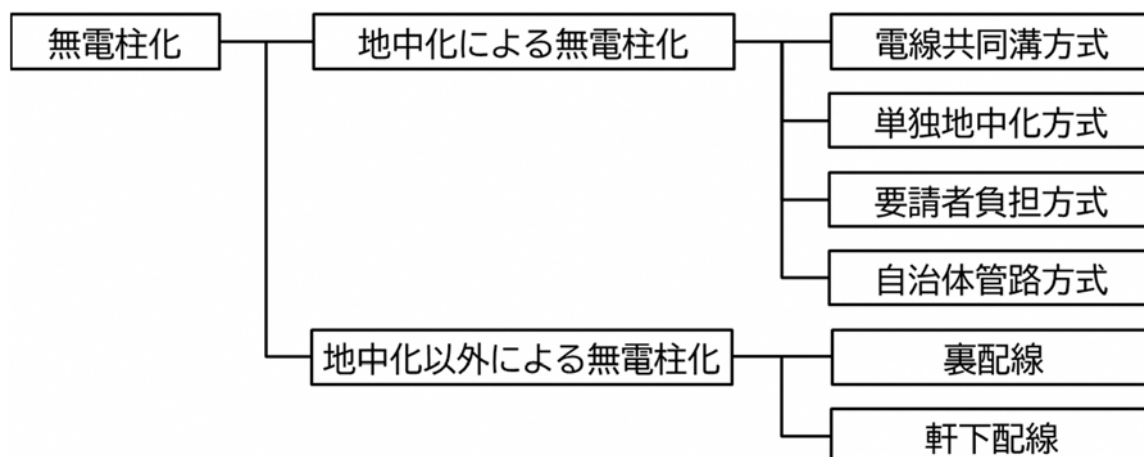 無電柱化
地中化による無電柱化
電線共同溝方式
単独地中化方式
要請者負担方式
自治体管路方式
地中化以外による無電柱化
裏配線
軒下配線